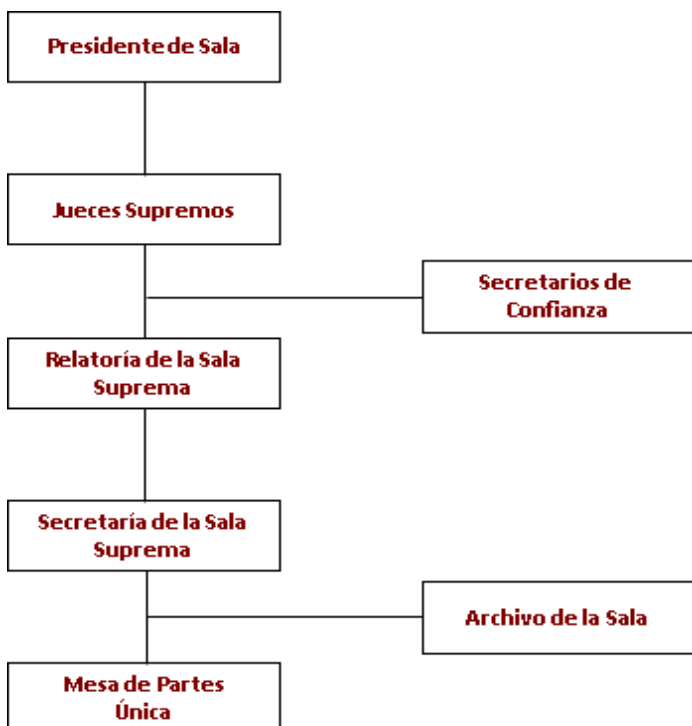 Presidente de Sala
Jueces Supremos
Secretarios de
Confianza
Relatoría de la Sala
Suprema
Secretaría de la Sala
Suprema
Archivo de la Sala
Mesa de Partes
Única